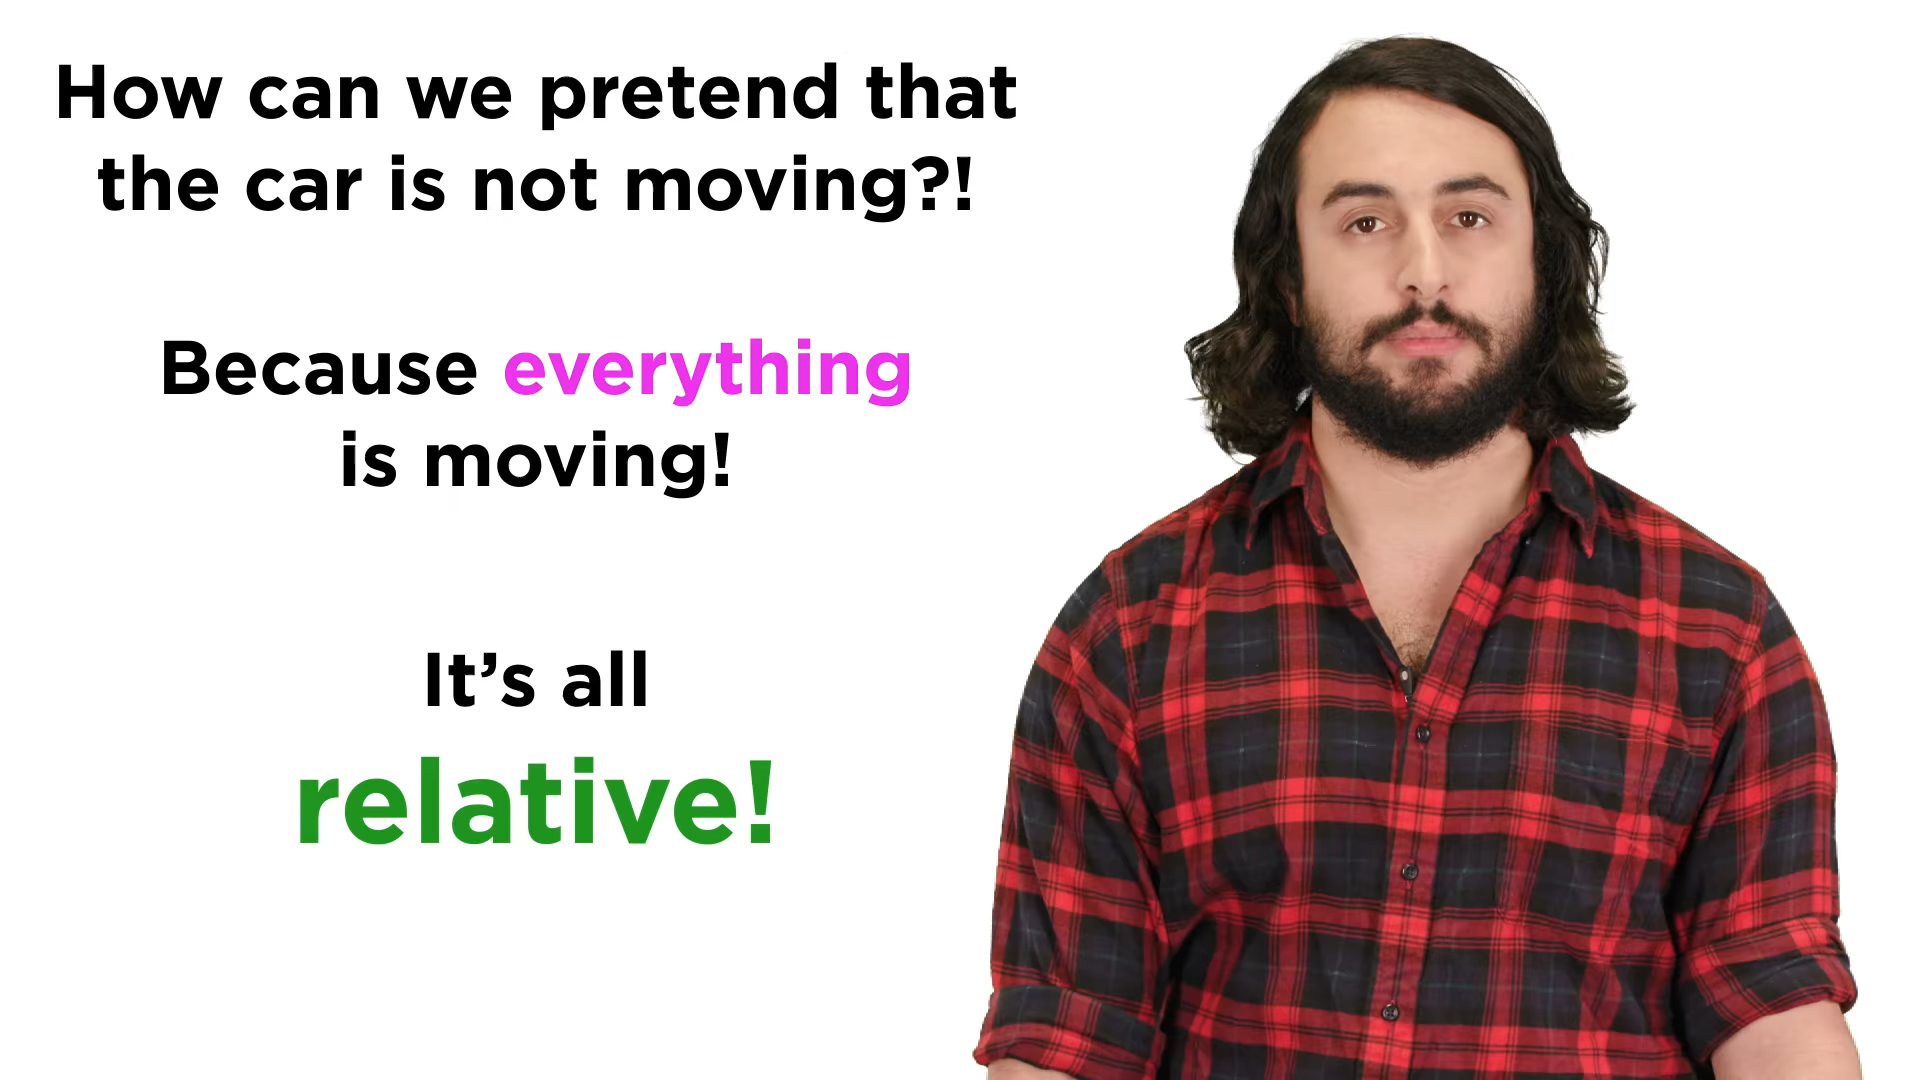 How can we pretend that
the car is not moving?!
Because everything
is moving!
It’s all
relative!